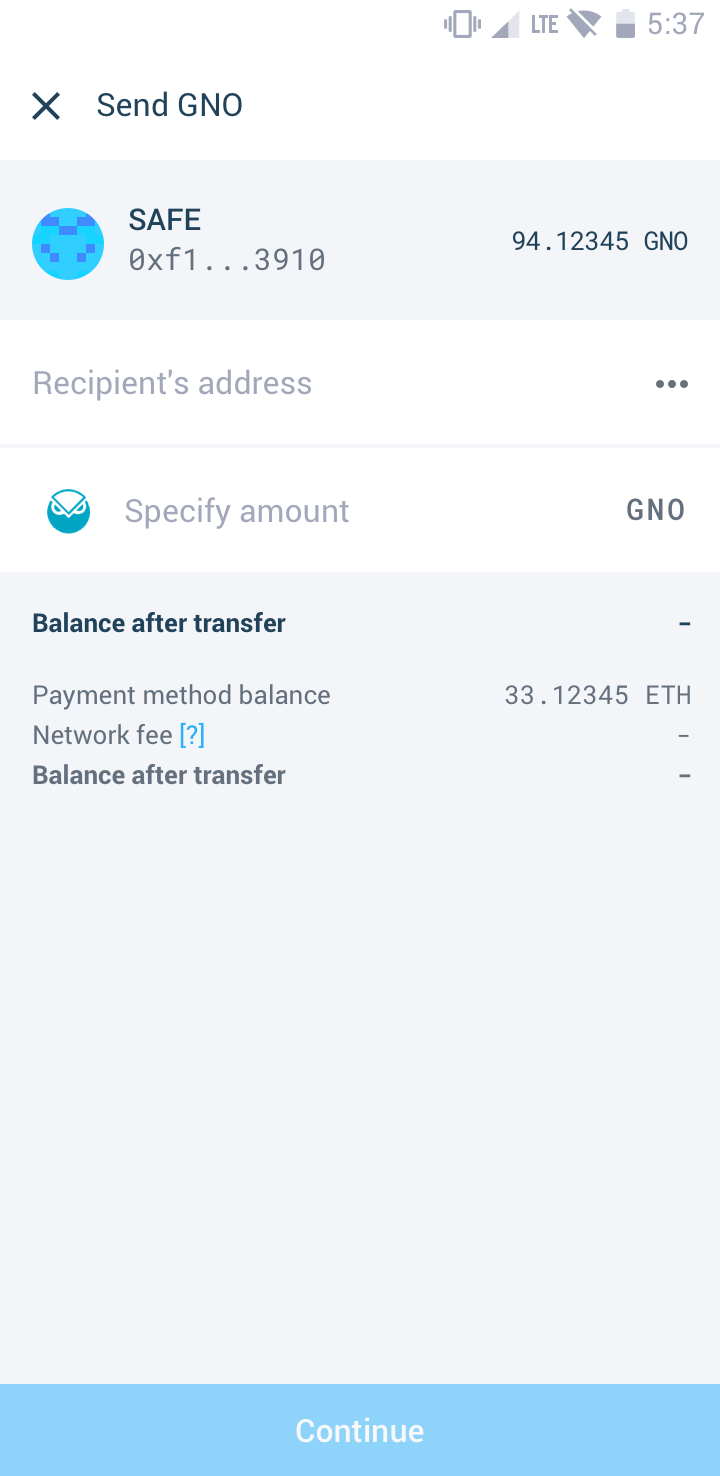 LTE 5:37
Send GNO
SAFE
0xf1...3910
94.12345 GNO
Recipient's address
Specify amount
GNO
Balance after transfer -
Payment method balance 33.12345 ETH
Network fee [?] -
Balance after transfer -
Continue